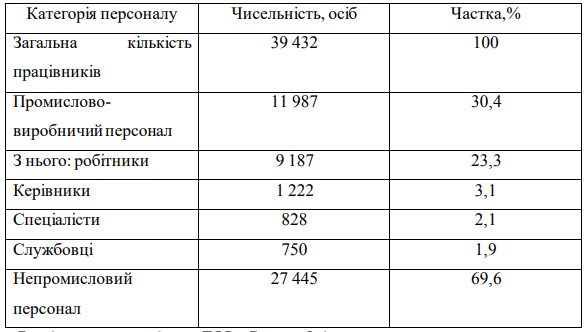 Категорія персоналу Чисельність, осіб Частка,%
Загальна кількість 39 432 100
працівників
Промислово- 11 987 30,4
виробничий персонал
З нього: робітники 9 187 23,3
Керівники 1 222 3,1
Спеціалісти 828 2,1
Службовці 750 1,9
Непромисловий 27 445 69,6
персонал